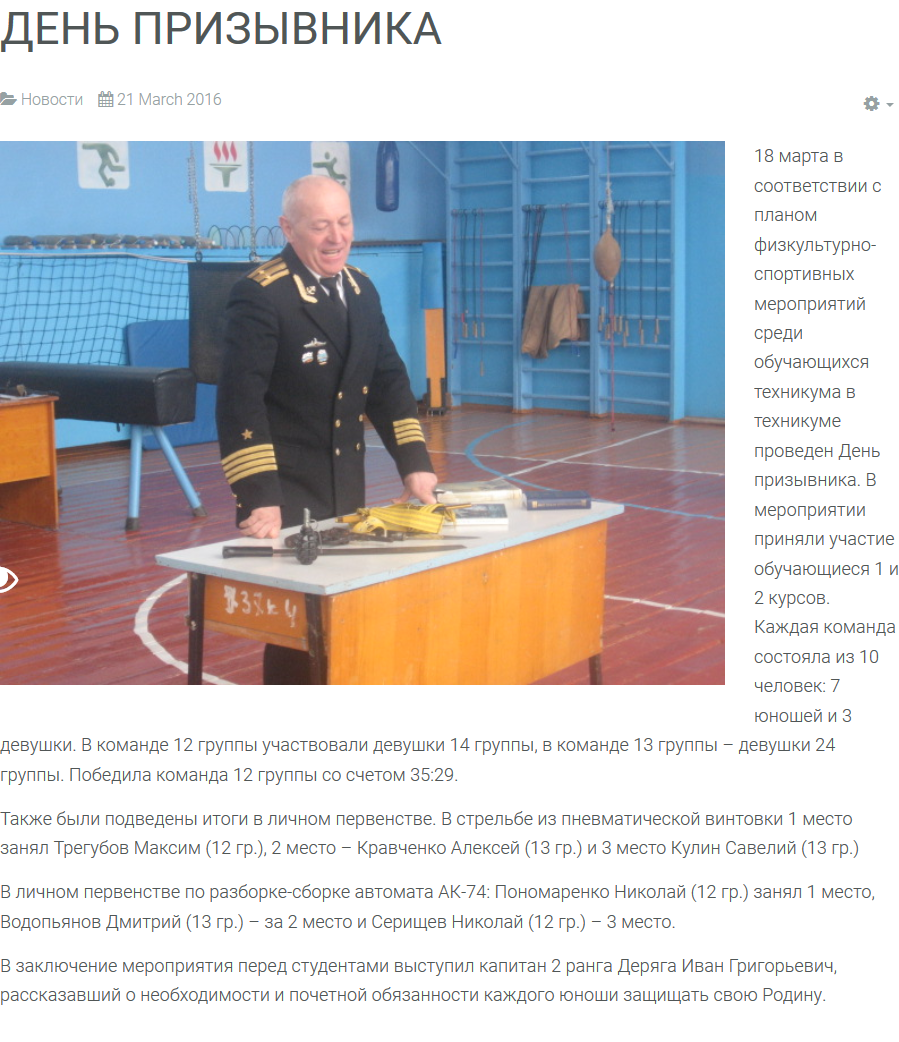 ДЕНЬ ПРИЗЫВНИКА
Новости 21 March 2016
18 марта в
соответствии с
планом
физкультурно-
спортивных
мероприятий
среди
обучающихся
техникума в
техникуме
проведен День
призывника. В
мероприятии
приняли участие
обучающиеся 1 и
2 курсов.
Каждая команда
состояла из 10
человек: 7
юношей и 3
девушки. В команде 12 группы участвовали девушки 14 группы, в команде 13 группы – девушки 24
группы. Победила команда 12 группы со счетом 35:29.
Также были подведены итоги в личном первенстве. В стрельбе из пневматической винтовки 1 место
занял Трегубов Максим (12 гр.), 2 место – Кравченко Алексей (13 гр.) и 3 место Кулин Савелий (13 гр.)
В личном первенстве по разборке-сборке автомата АК-74: Пономаренко Николай (12 гр.) занял 1 место,
Водопьянов Дмитрий (13 гр.) – за 2 место и Серищев Николай (12 гр.) – 3 место.
В заключение мероприятия перед студентами выступил капитан 2 ранга Деряга Иван Григорьевич,
рассказавший о необходимости и почетной обязанности каждого юноши защищать свою Родину.